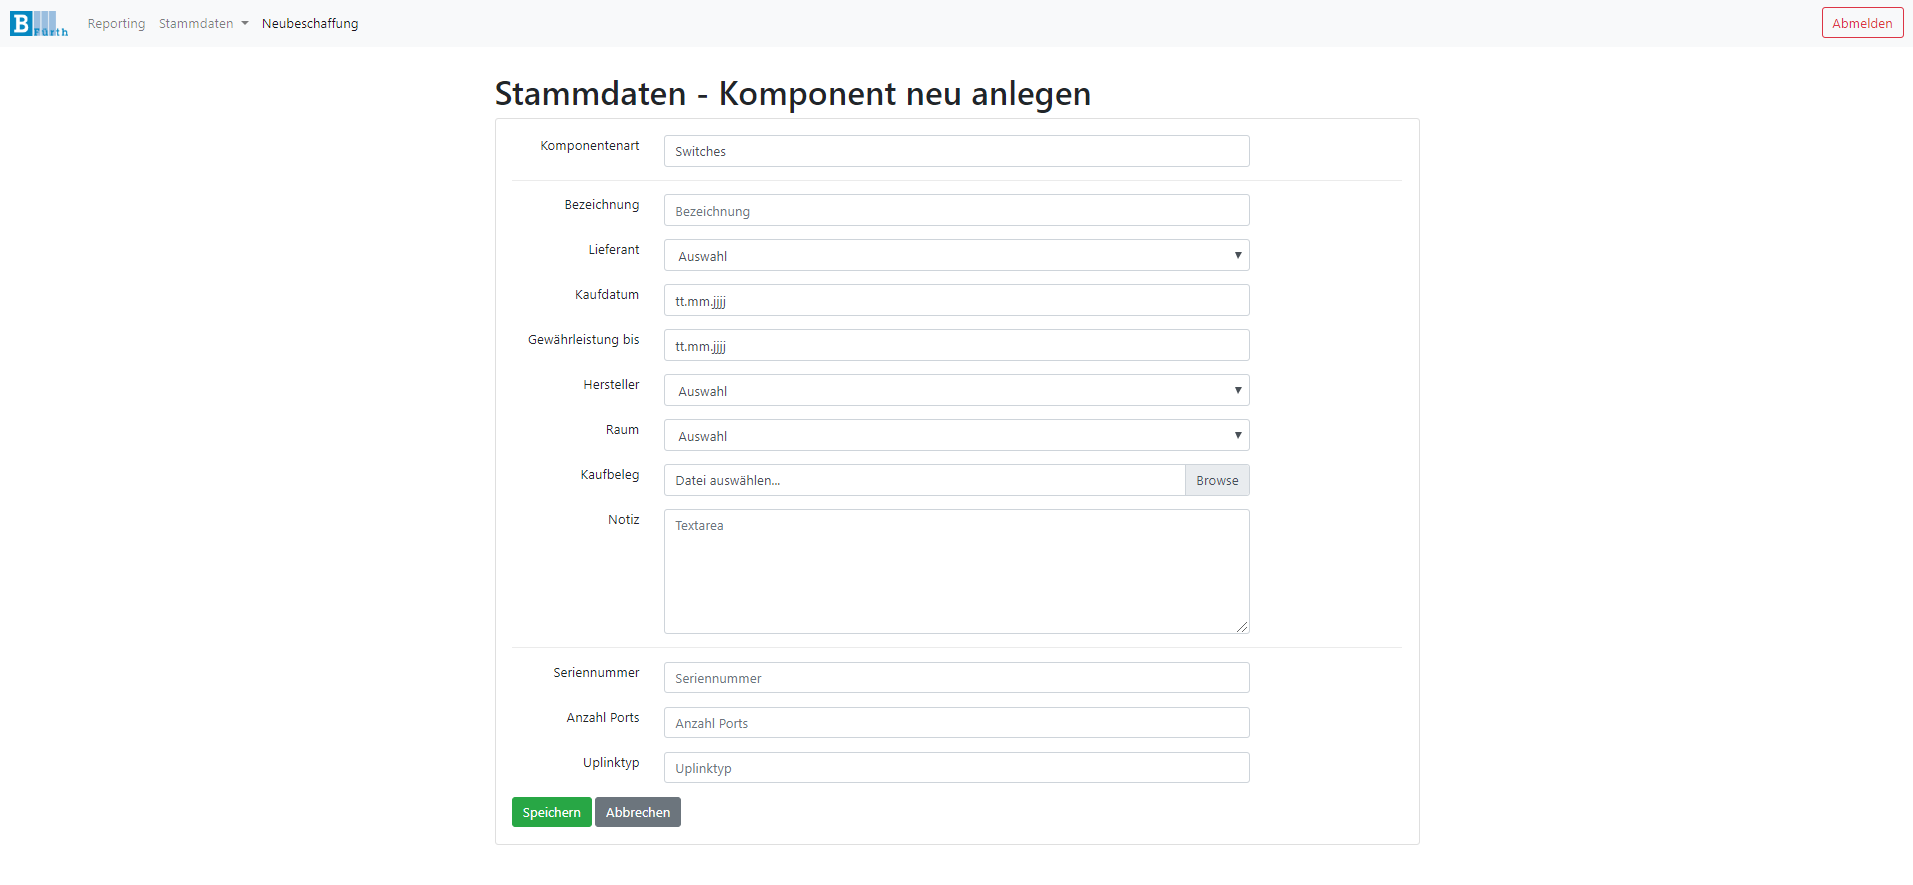 B Fürth Reporting Stammdaten Neubeschaffung Abmelden
Stammdaten - Komponent neu anlegen
Komponentenart Switches
Bezeichnung Bezeichnung
Lieferant Auswahl
Kaufdatum tt.mm.jjjj
Gewährleistung bis tt.mm.jjjj
Hersteller Auswahl
Raum Auswahl
Kaufbeleg Datei auswählen... Browse
Notiz Textarea
Seriennummer Seriennummer
Anzahl Ports Anzahl Ports
Uplinktyp Uplinktyp
Speichern Abbrechen